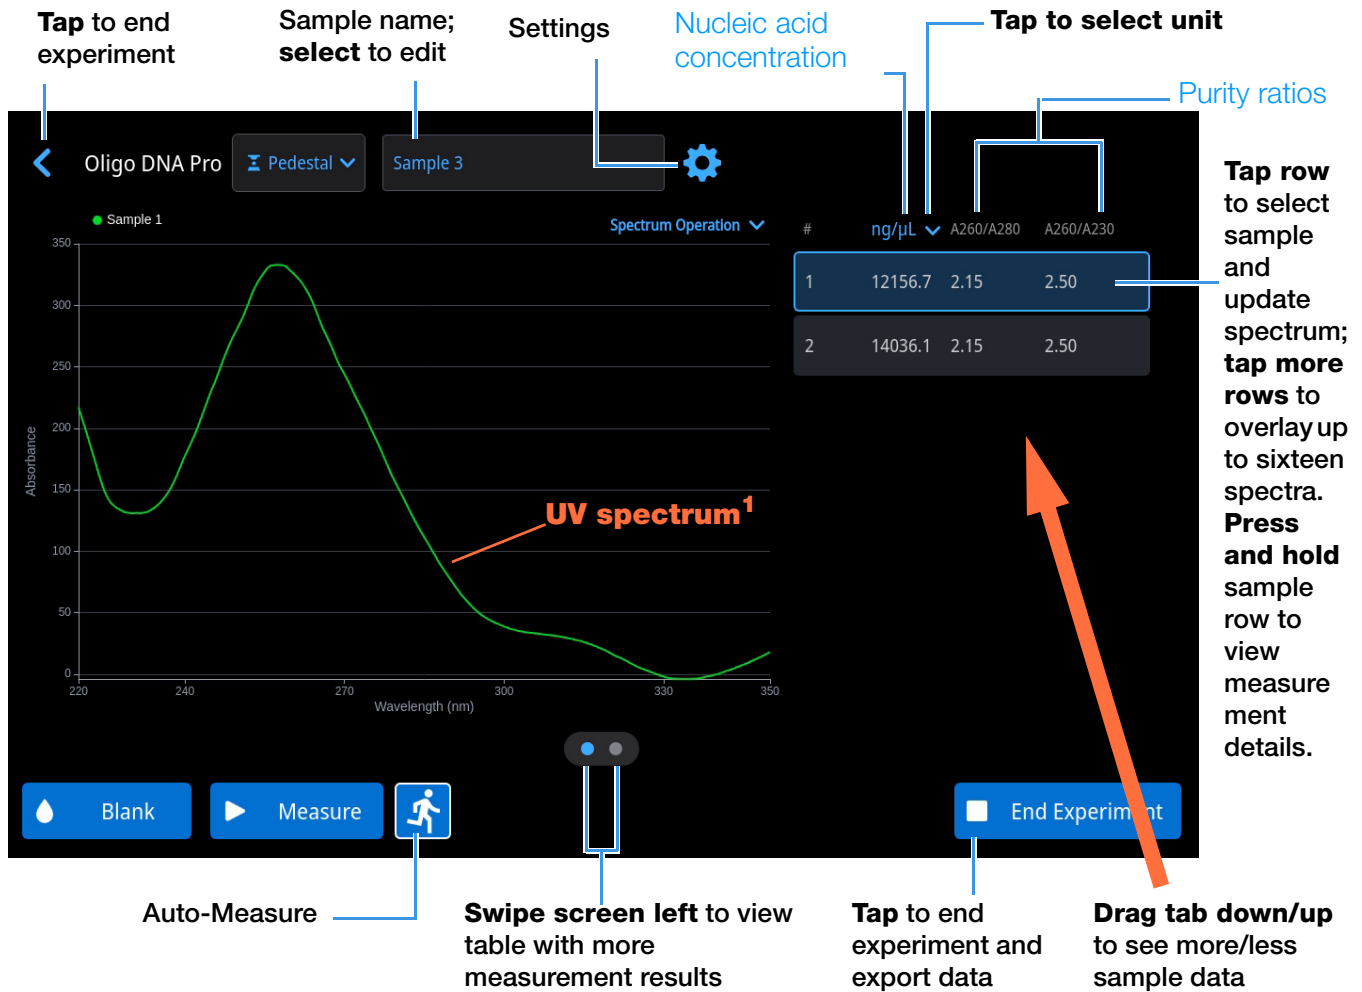 Tap to end
experiment
Sample name;
select to edit
Settings
Nucleic acid
concentration
Tap to select unit
Purity ratios
Oligo DNA Pro
Pedestal
Sample 3
Sample 1
Spectrum Operation
# ng/µL A260/A280 A260/A230
1 12156.7 2.15 2.50
2 14036.1 2.15 2.50
Tap row
to select
sample
and
update
spectrum;
tap more
rows to
overlay up
to sixteen
spectra.
Press
and hold
sample
row to
view
measure
ment
details.
350
300
250
200
150
100
50
0
Absorbance
UV spectrum1
220 240 270 300 330 350
Wavelength (nm)
Blank
Measure
End Experiment
Auto-Measure
Swipe screen left to view
table with more
measurement results
Tap to end
experiment and
export data
Drag tab down/up
to see more/less
sample data